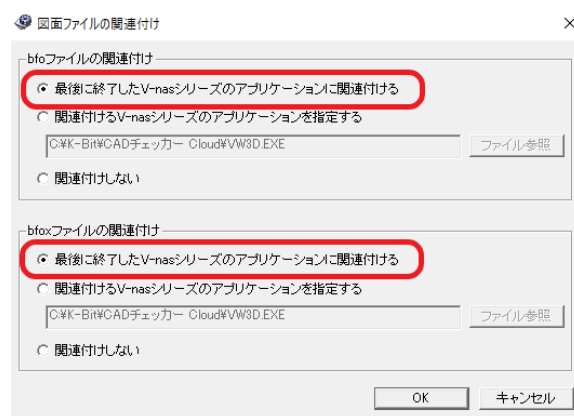 図面ファイルの関連付け
bfoファイルの関連付け
最後に終了したV-nasシリーズのアプリケーションに関連付ける
関連付けるV-nasシリーズのアプリケーションを指定する
C:¥K-Bit¥CADチェッカー Cloud¥VW3D.EXE
ファイル参照
関連付けしない
bfoxファイルの関連付け
最後に終了したV-nasシリーズのアプリケーションに関連付ける
関連付けるV-nasシリーズのアプリケーションを指定する
C:¥K-Bit¥CADチェッカー Cloud¥VW3D.EXE
ファイル参照
関連付けしない
OK
キャンセル